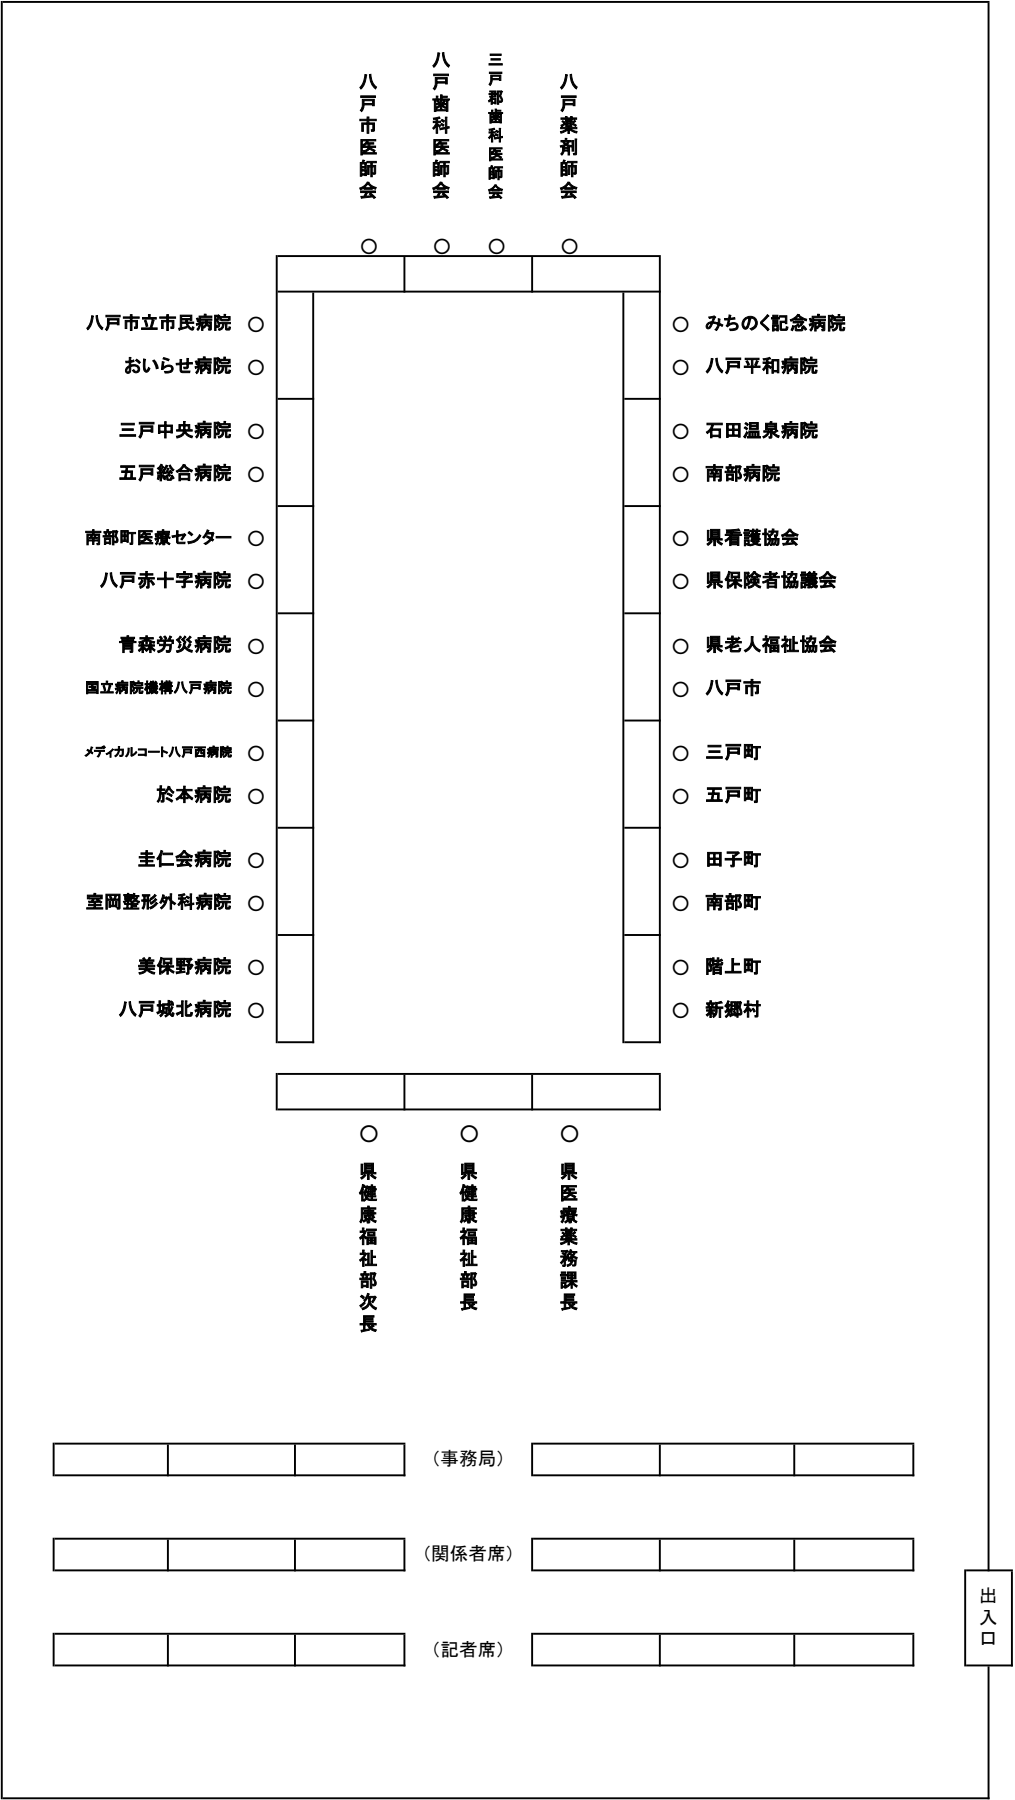 八戸市医師会
八戸歯科医師会
三戸郡歯科医師会
八戸薬剤師会
八戸市立市民病院
おいらせ病院
三戸中央病院
五戸総合病院
南部町医療センター
八戸赤十字病院
青森労災病院
国立病院機構八戸病院
メディカルコート八戸西病院
於本病院
圭仁会病院
室岡整形外科病院
美保野病院
八戸城北病院
みちのく記念病院
八戸平和病院
石田温泉病院
南部病院
県看護協会
県保険者協議会
県老人福祉協会
八戸市
三戸町
五戸町
田子町
南部町
階上町
新郷村
県健康福祉部次長
県健康福祉部長
県医療薬務課長
（事務局）
（関係者席）
（記者席）
出入口